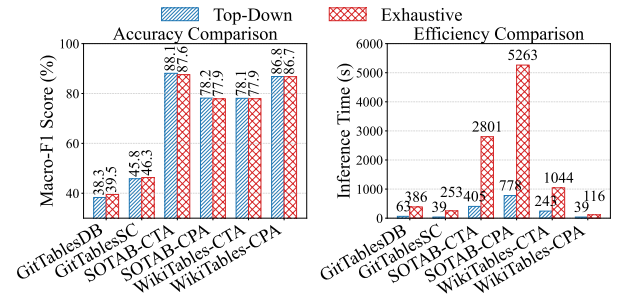 Top-Down Exhaustive
Accuracy Comparison
Macro-F1 Score (%)
100
80
60
40
38.3 39.5 45.8 46.3 88.1 87.6 78.2 77.9 78.1 77.9 86.8 86.7
GitTablesDB GitTablesSC SOTAB-CTA SOTAB-CPA WikiTables-CTA WikiTables-CPA
Efficiency Comparison
Inference Time (s)
6000
5000
4000
3000
2000
1000
0
63 386 39 253 405 2801 778 5263 243 1044 39 116
GitTablesDB GitTablesSC SOTAB-CTA SOTAB-CPA WikiTables-CTA WikiTables-CPA